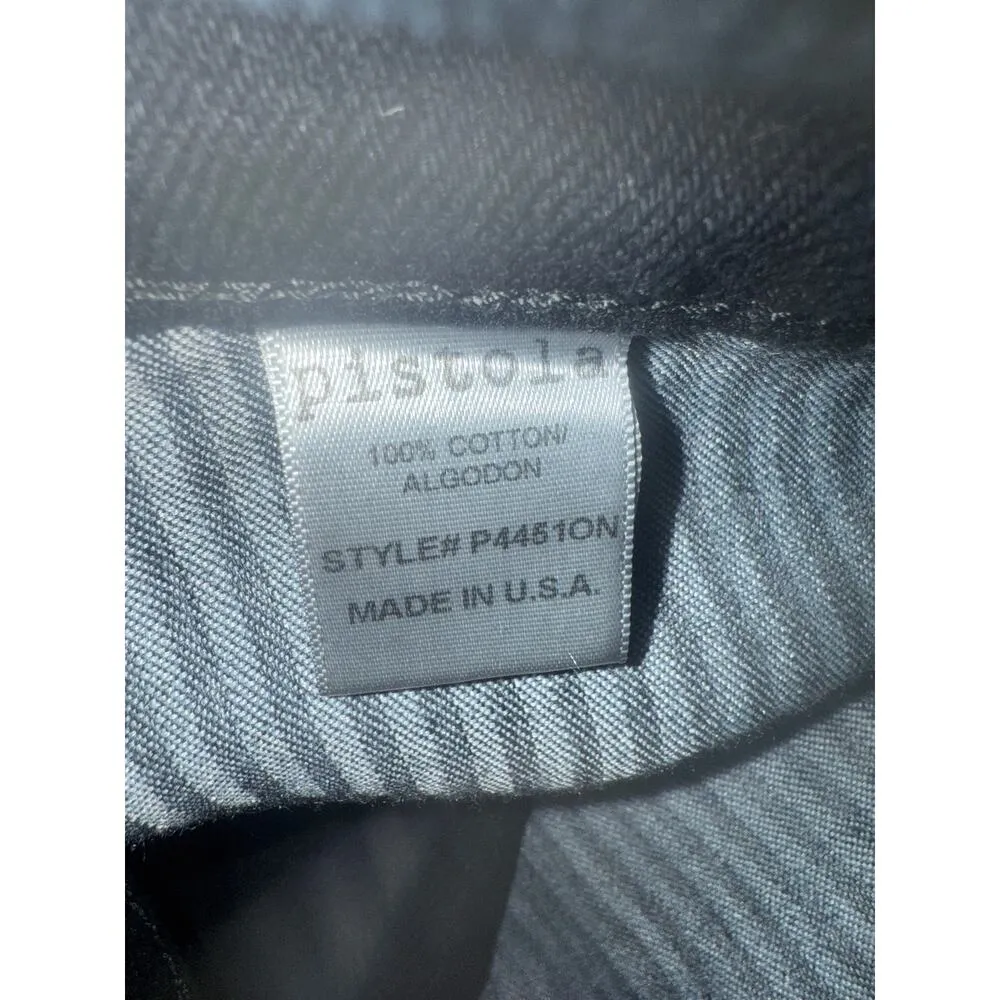 pistola
100% COTTON/
ALGODON
STYLE# P4451ON
MADE IN U.S.A.